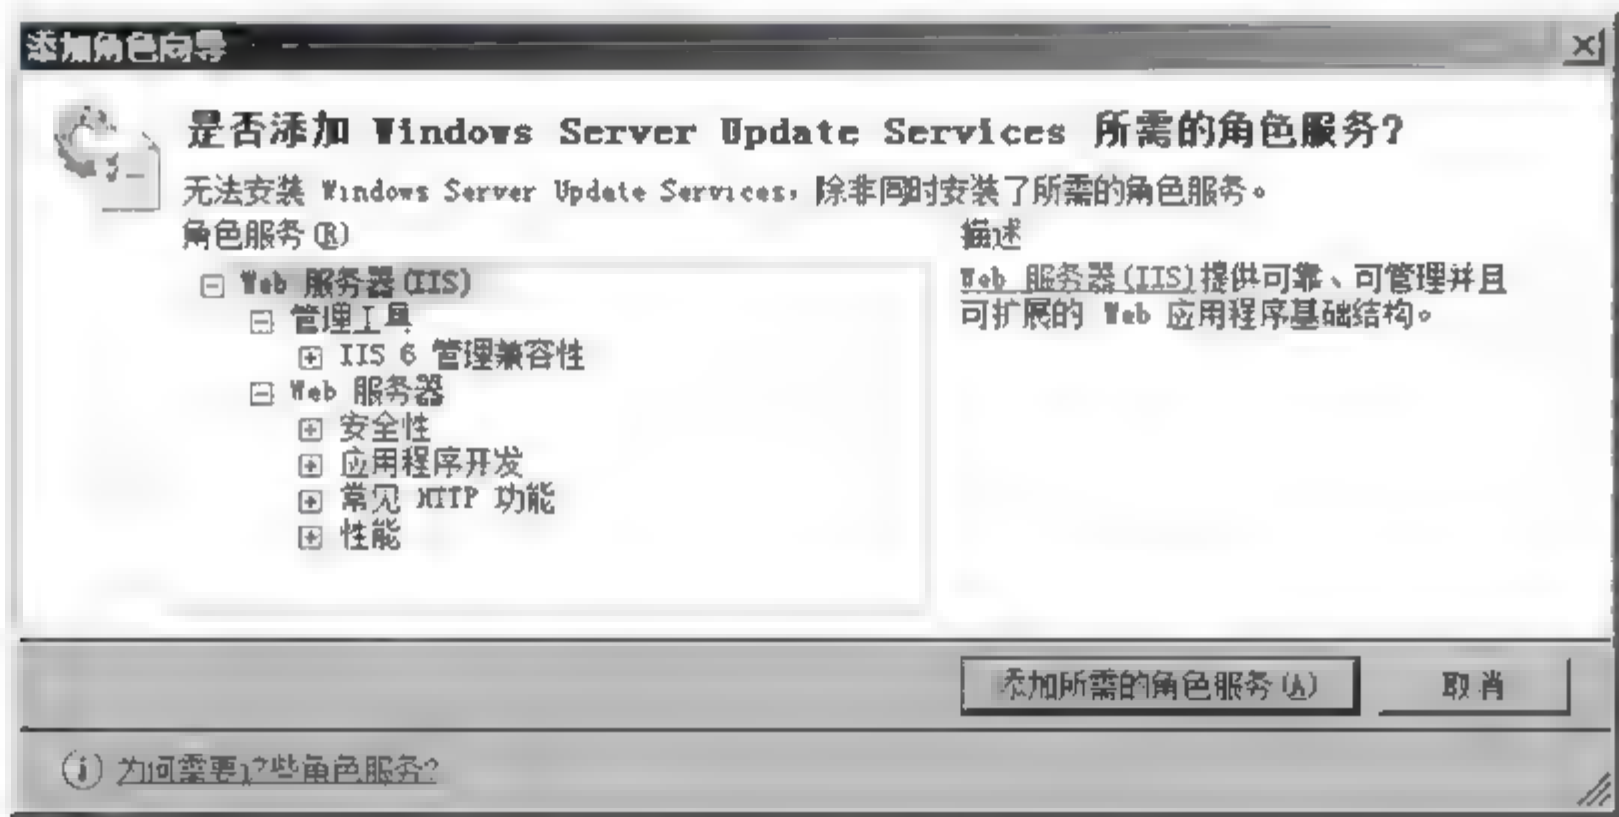 添加角色向导
是否添加 Windows Server Update Services 所需的角色服务?
无法安装 Windows Server Update Services，除非同时安装了所需的角色服务。
角色服务(R)
Web 服务器(IIS)
管理工具
IIS 6 管理兼容性
Web 服务器
安全性
应用程序开发
常见 HTTP 功能
性能
描述
Web 服务器(IIS)提供可靠、可管理并且
可扩展的 Web 应用程序基础结构。
添加所需的角色服务(A)
取消
为何需要这些角色服务?